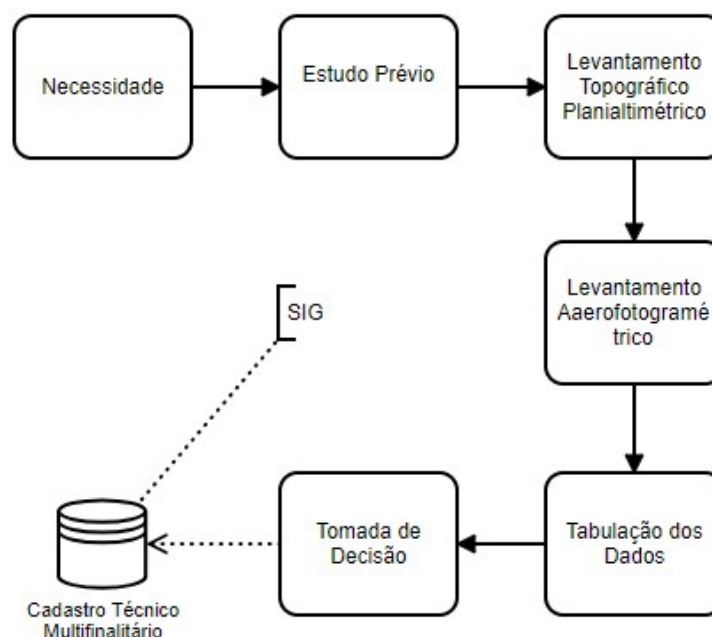 Necessidade
Estudo Prévio
Levantamento
Topográfico
Planialtimétrico
Levantamento
Aaerofotogramé
trico
SIG
Tabulação dos
Dados
Tomada de
Decisão
Cadastro Técnico
Multifinalitário